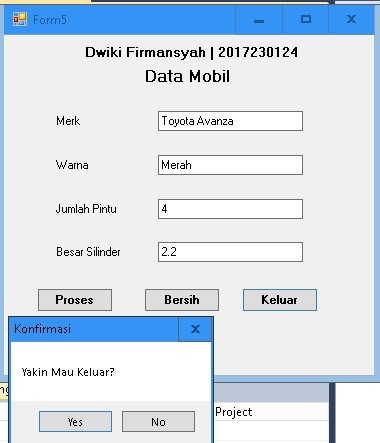 Form5
Dwiki Firmansyah | 2017230124
Data Mobil
Merk Toyota Avanza
Warna Merah
Jumlah Pintu 4
Besar Silinder 2.2
Proses Bersih Keluar
Konfirmasi
Yakin Mau Keluar?
Yes No
Project